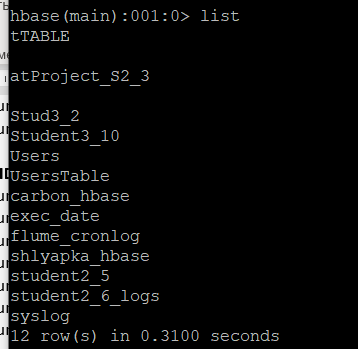 hbase(main):001:0> list
tTABLE
atProject_S2_3
Stud3_2
Student3_10
Users
UsersTable
carbon_hbase
exec_date
flume_cronlog
shlyapka_hbase
student2_5
student2_6_logs
syslog
12 row(s) in 0.3100 seconds